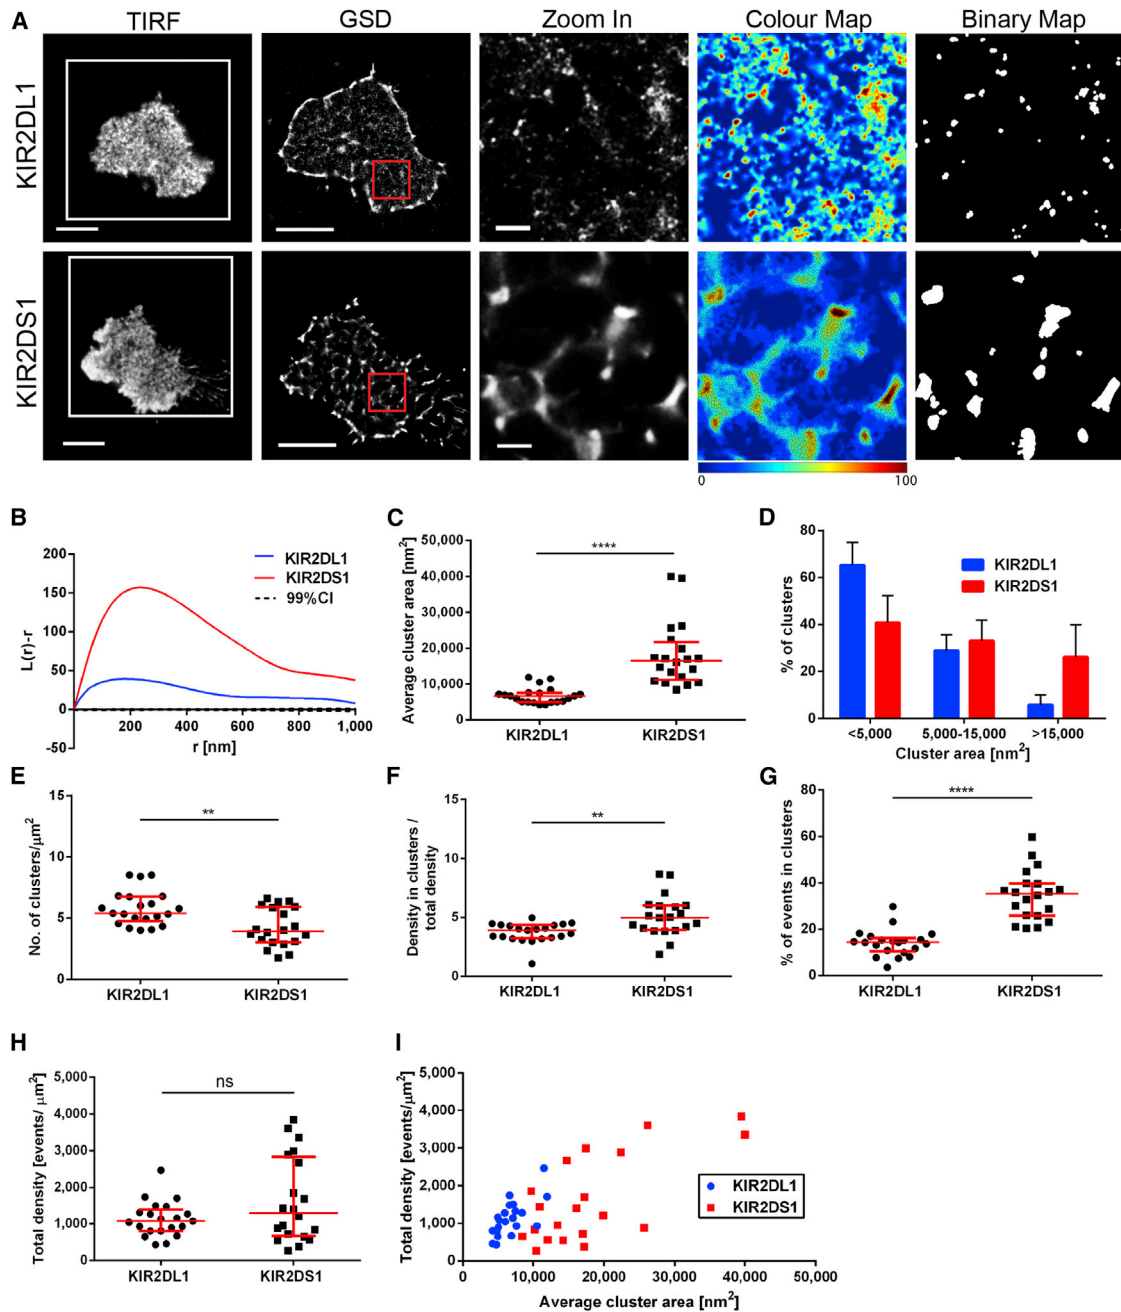 A
TIRF
GSD
Zoom In
Colour Map
Binary Map
KIR2DL1
KIR2DS1
0
100
B
200
150
100
50
0
-50
L(r)-r
200
400
600
800
1,000
r [nm]
KIR2DL1
KIR2DS1
99%CI
C
50,000
40,000
30,000
20,000
10,000
0
Average cluster area [nm²]
****
KIR2DL1
KIR2DS1
D
80
60
40
20
0
% of clusters
KIR2DL1
KIR2DS1
<5,000
5,000-15,000
>15,000
Cluster area [nm²]
E
15
10
5
0
No. of clusters/μm²
**
KIR2DL1
KIR2DS1
F
15
10
5
0
Density in clusters /
total density
**
KIR2DL1
KIR2DS1
G
80
60
40
20
0
% of events in clusters
****
KIR2DL1
KIR2DS1
H
5,000
4,000
3,000
2,000
1,000
0
Total density [events/ μm²]
ns
KIR2DL1
KIR2DS1
I
5,000
4,000
3,000
2,000
1,000
0
Total density [events/μm²]
KIR2DL1
KIR2DS1
0
10,000
20,000
30,000
40,000
50,000
Average cluster area [nm²]